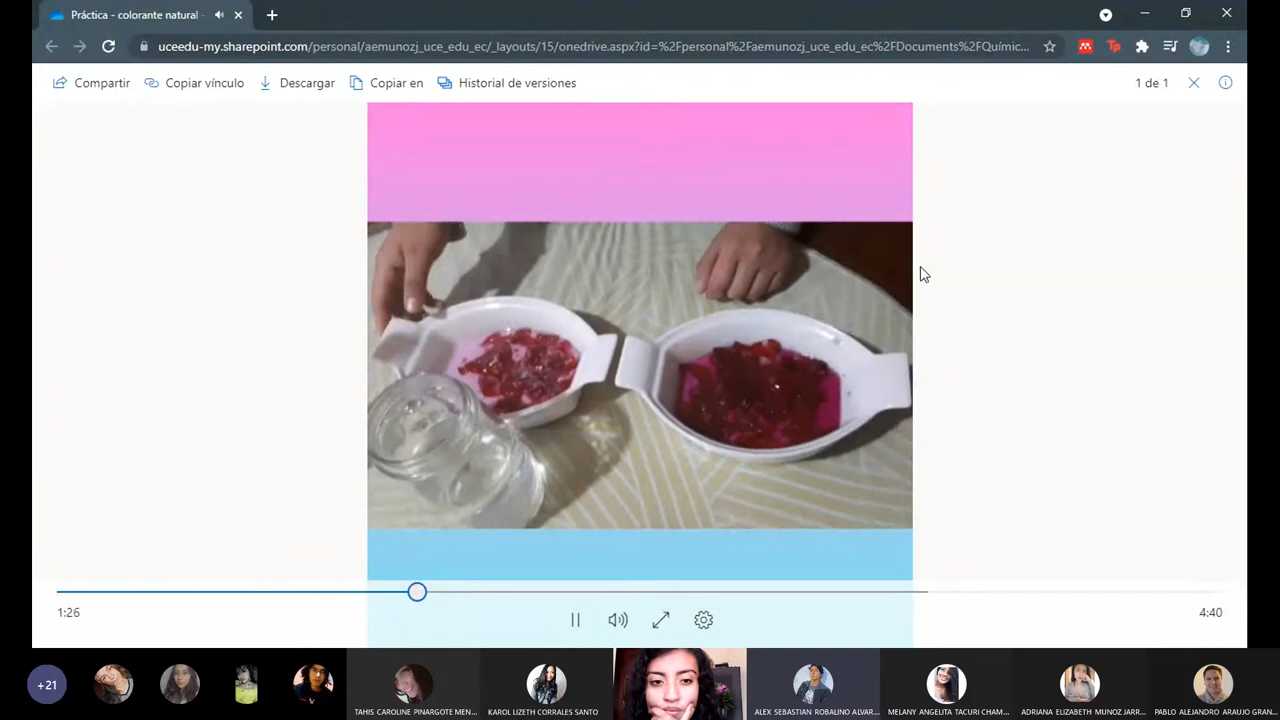 Práctica - colorante natural -
uceedu-my.sharepoint.com/personal/aemunozj_uce_edu_ec/_layouts/15/onedrive.aspx?id=%2Fpersonal%2Faemunozj_uce_edu_ec%2FDocuments%2FQuímic...
Compartir Copiar vínculo Descargar Copiar en Historial de versiones 1 de 1
1:26 4:40
+21
TAHIS CAROLINE PINARGOTE MEN... KAROL LIZETH CORRALES SANTO ALEX SEBASTIAN ROBALINO ALVAR... MELANY ANGELITA TACURI CHAM... ADRIANA ELIZABETH MUNOZ JARR... PABLO ALEJANDRO ARAUJO GRAN...